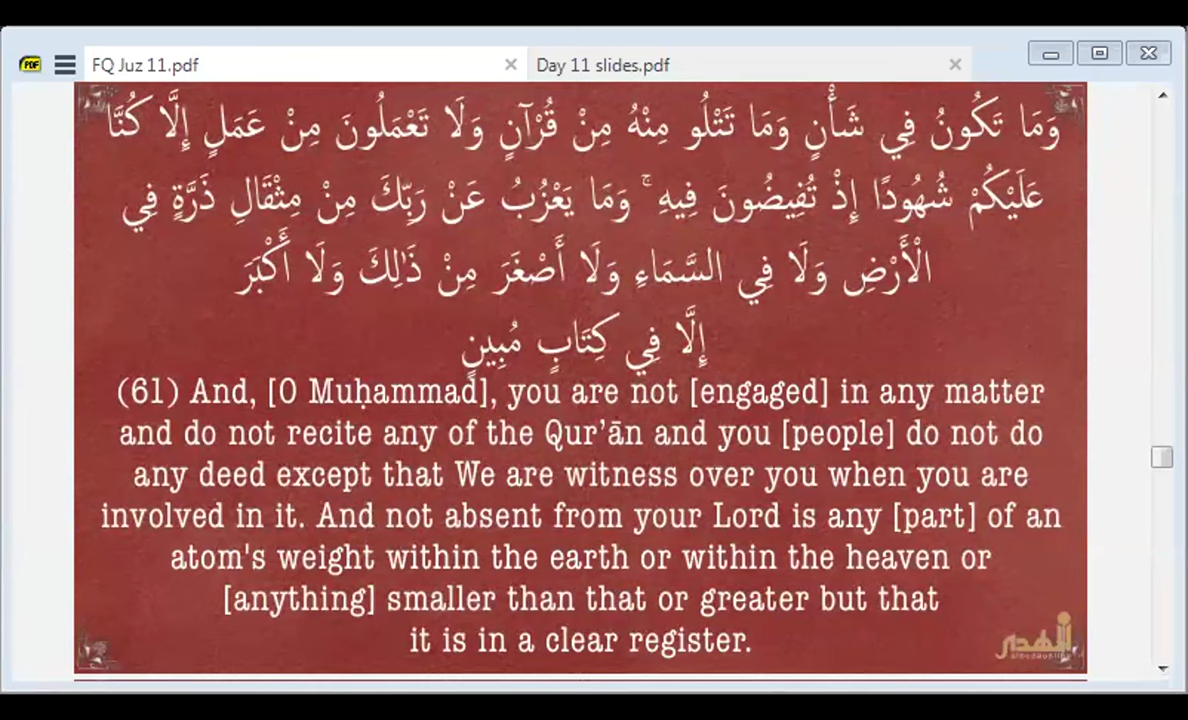 FQ Juz 11.pdf
Day 11 slides.pdf
وَمَا تَكُونُ فِي شَأْنٍ وَمَا تَتْلُو مِنْهُ مِنْ قُرْآنٍ وَلَا تَعْمَلُونَ مِنْ عَمَلٍ إِلَّا كُنَّا
عَلَيْكُمْ شُهُودًا إِذْ تُفِيضُونَ فِيهِ ۚ وَمَا يَعْزُبُ عَنْ رَبِّكَ مِنْ مِثْقَالِ ذَرَّةٍ فِي
الْأَرْضِ وَلَا فِي السَّمَاءِ وَلَا أَصْغَرَ مِنْ ذَٰلِكَ وَلَا أَكْبَرَ
إِلَّا فِي كِتَابٍ مُبِينٍ
(61) And, [O Muḥammad], you are not [engaged] in any matter
and do not recite any of the Qur’ān and you [people] do not do
any deed except that We are witness over you when you are
involved in it. And not absent from your Lord is any [part] of an
atom's weight within the earth or within the heaven or
[anything] smaller than that or greater but that
it is in a clear register.
الهدى